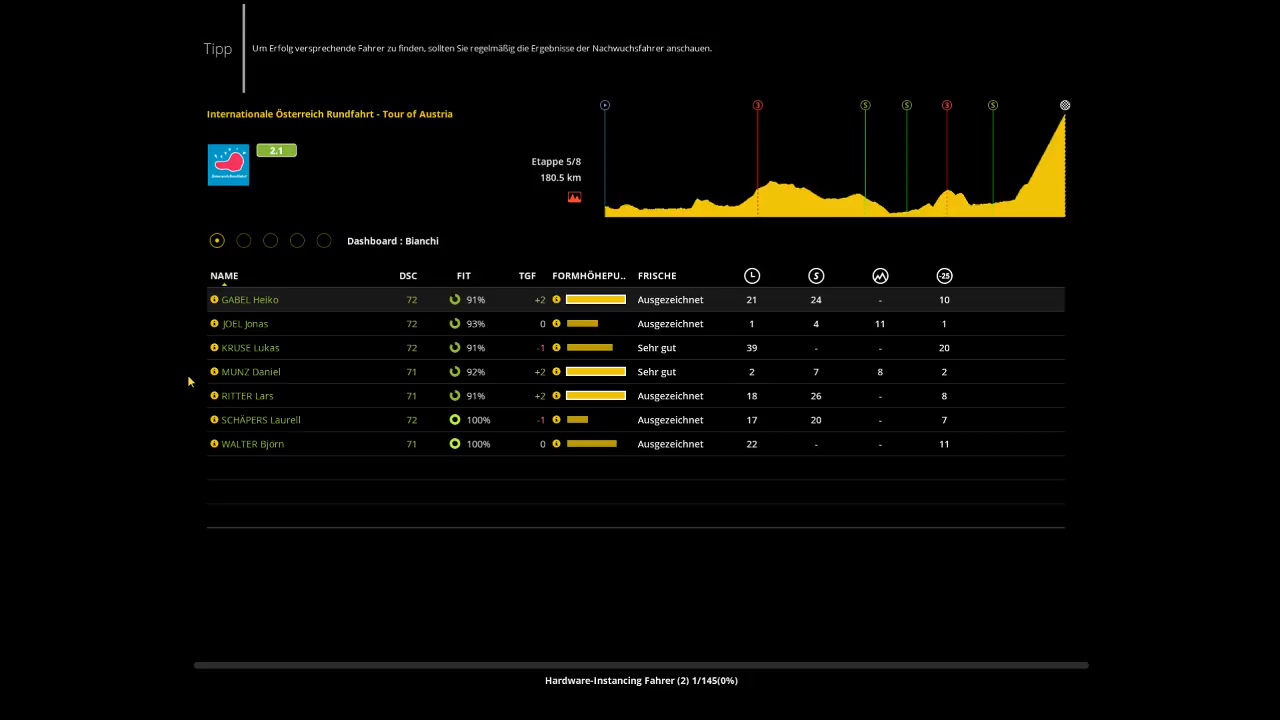 Tipp
Um Erfolg versprechende Fahrer zu finden, sollten Sie regelmäßig die Ergebnisse der Nachwuchsfahrer anschauen.
Internationale Österreich Rundfahrt - Tour of Austria
2.1
Etappe 5/8
180.5 km
3 S S 3 S
Dashboard : Bianchi
NAME DSC FIT TGF FORMHÖHEPU.. FRISCHE S -25
GABEL Heiko 72 91% +2 Ausgezeichnet 21 24 - 10
JOEL Jonas 72 93% 0 Ausgezeichnet 1 4 11 1
KRUSE Lukas 72 91% -1 Sehr gut 39 - - 20
MUNZ Daniel 71 92% +2 Sehr gut 2 7 8 2
RITTER Lars 71 91% +2 Ausgezeichnet 18 26 - 8
SCHÄPERS Laurell 72 100% -1 Ausgezeichnet 17 20 - 7
WALTER Björn 71 100% 0 Ausgezeichnet 22 - - 11
Hardware-Instancing Fahrer (2) 1/145(0%)